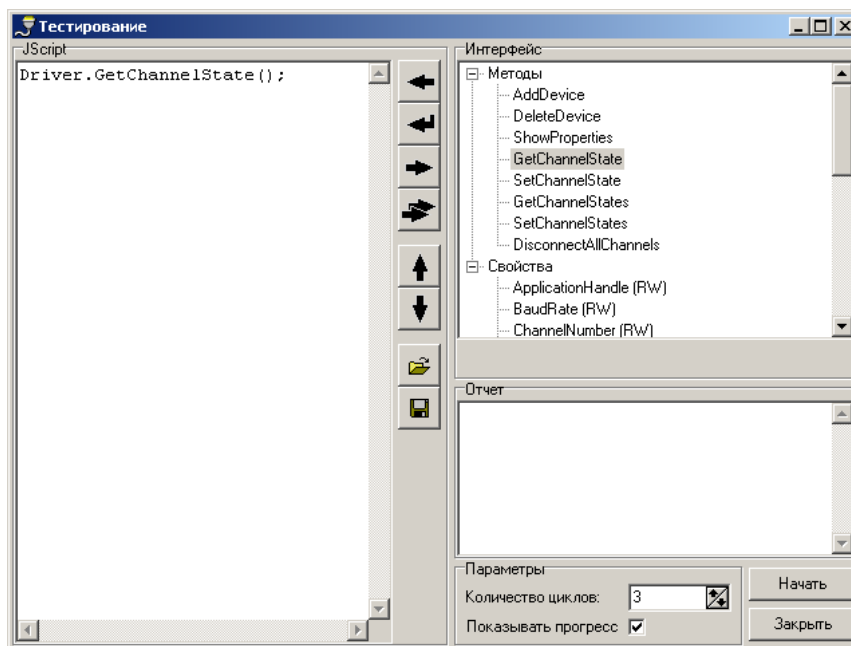 Тестирование
JScript
Driver.GetChannelState();
Интерфейс
Методы
AddDevice
DeleteDevice
ShowProperties
GetChannelState
SetChannelState
GetChannelStates
SetChannelStates
DisconnectAllChannels
Свойства
ApplicationHandle (RW)
BaudRate (RW)
ChannelNumber (RW)
Отчет
Параметры
Количество циклов: 3
Показывать прогресс
Начать
Закрыть